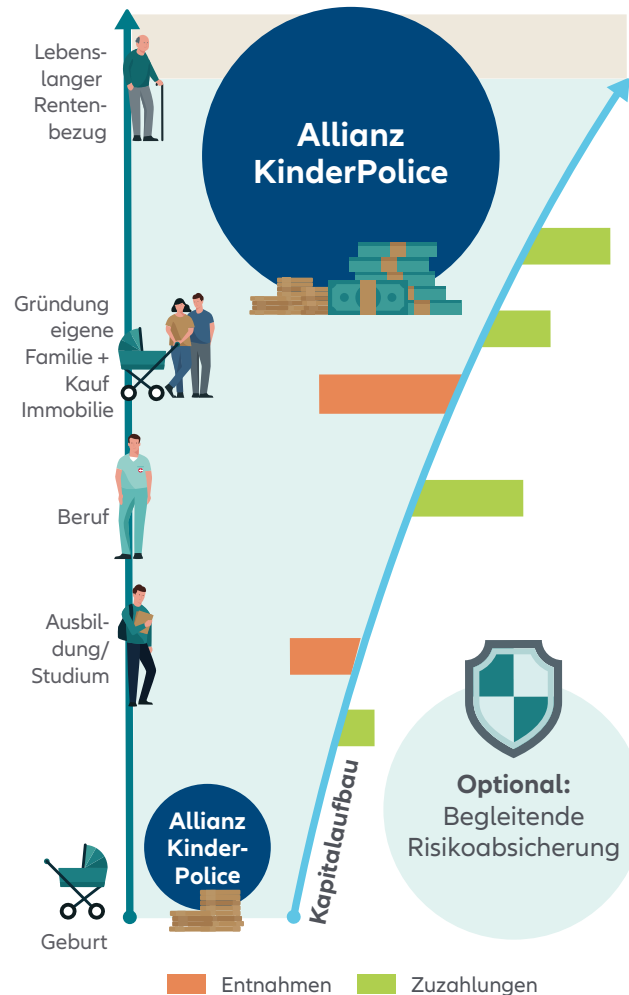 Lebens-
langer
Renten-
bezug
Allianz
KinderPolice
Gründung
eigene
Familie +
Kauf
Immobilie
Beruf
Ausbil-
dung/
Studium
Optional:
Begleitende
Risikoabsicherung
Kapitalaufbau
Allianz
Kinder-
Police
Geburt
Entnahmen
Zuzahlungen